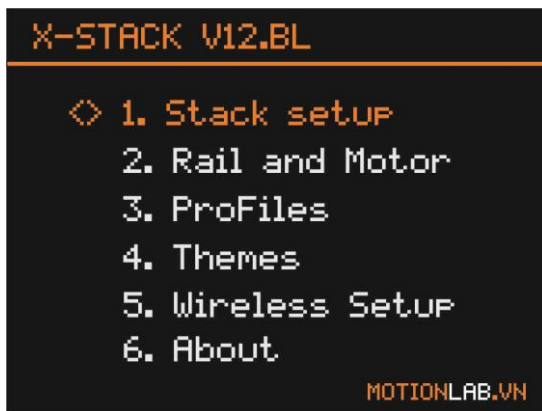 X-STACK V12.BL
<> 1. Stack setup
2. Rail and Motor
3. ProFiles
4. Themes
5. Wireless Setup
6. About
MOTIONLAB.VN